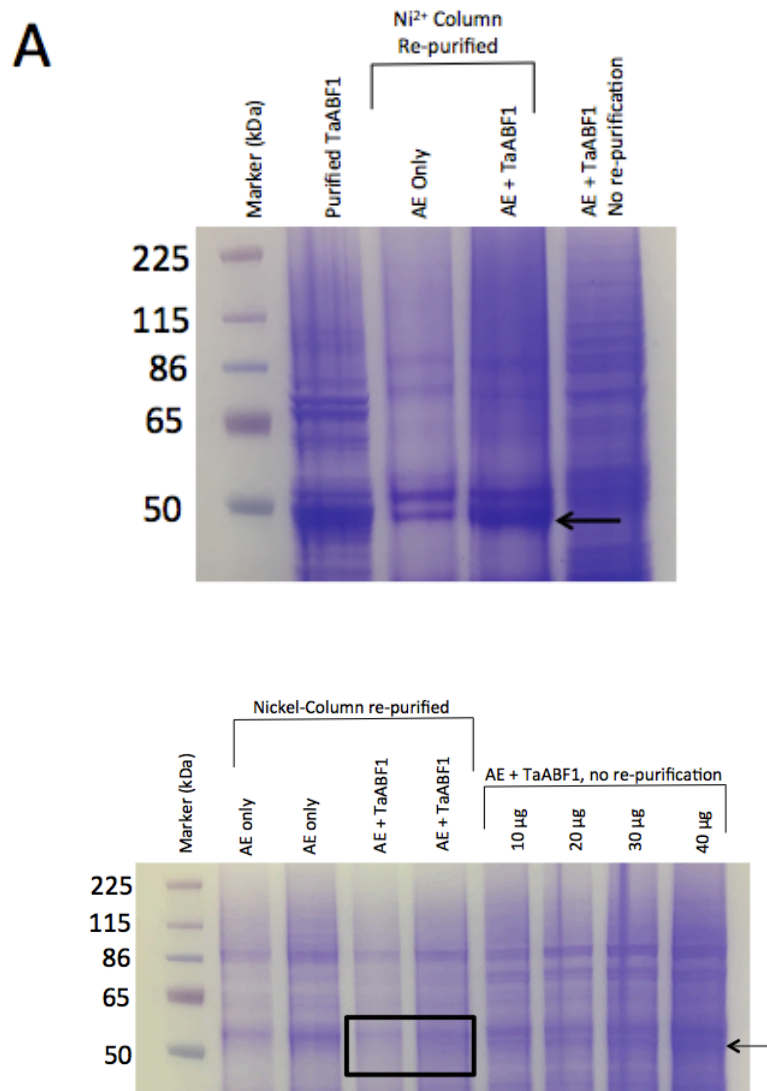 A
Ni²⁺ Column
Re-purified
Marker (kDa)
Purified TaABF1
AE Only
AE + TaABF1
AE + TaABF1
No re-purification
225
115
86
65
50
Nickel-Column re-purified
AE + TaABF1, no re-purification
Marker (kDa)
AE only
AE only
AE + TaABF1
AE + TaABF1
10 µg
20 µg
30 µg
40 µg
225
115
86
65
50